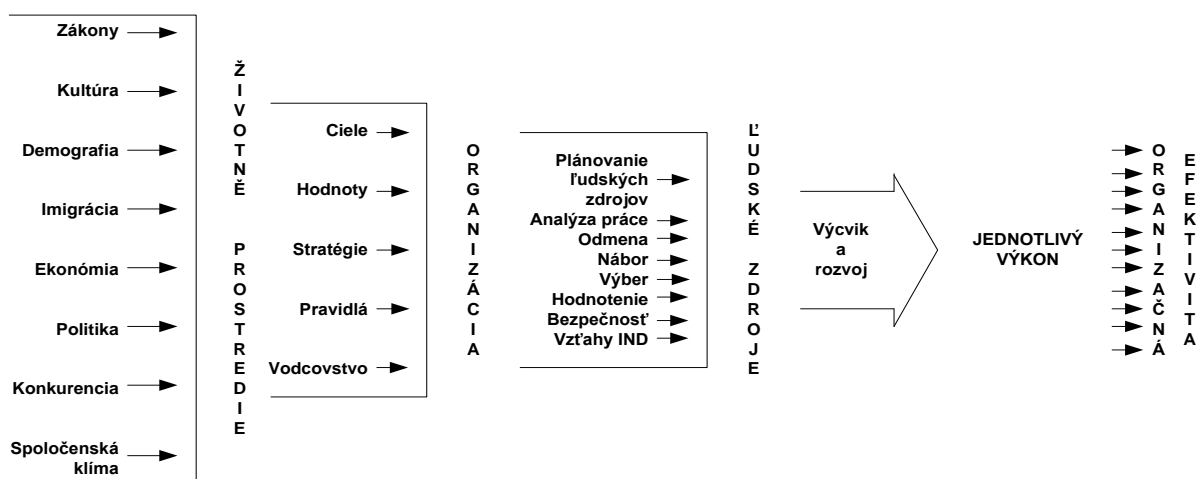 Zákony
Kultúra
Demografia
Imigrácia
Ekonómia
Politika
Konkurencia
Spoločenská
klíma
ŽIVOTNĚ PROSTREDIE
Ciele
Hodnoty
Stratégie
Pravidlá
Vodcovstvo
ORGANIZÁCIA
Plánovanie
ľudských
zdrojov
Analýza práce
Odmena
Nábor
Výber
Hodnotenie
Bezpečnosť
Vzťahy IND
ĽUDSKÉ ZDROJE
Výcvik
a
rozvoj
JEDNOTLIVÝ
VÝKON
ORGANIZAČNÁ
EFEKTIVITA